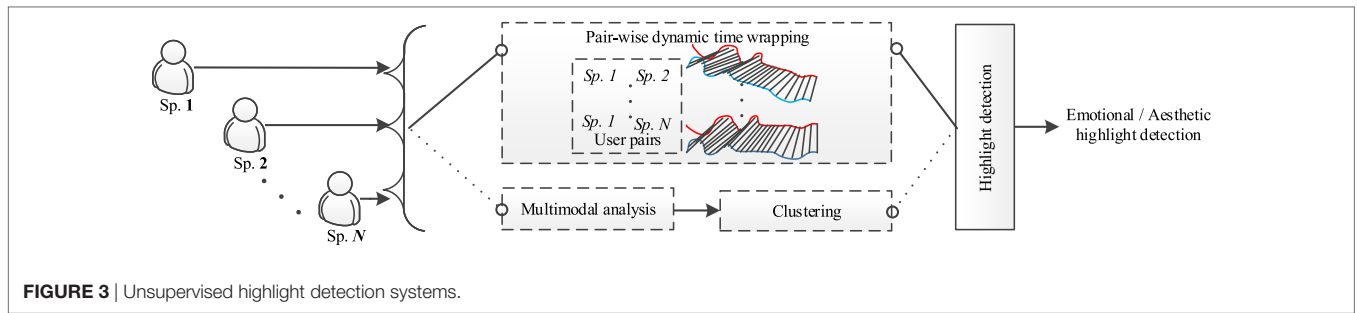 Sp. 1
Sp. 2
Sp. N
Pair-wise dynamic time wrapping
Sp. 1 Sp. 2
Sp. 1 Sp. N
User pairs
Multimodal analysis
Clustering
Highlight detection
Emotional / Aesthetic
highlight detection
FIGURE 3 | Unsupervised highlight detection systems.